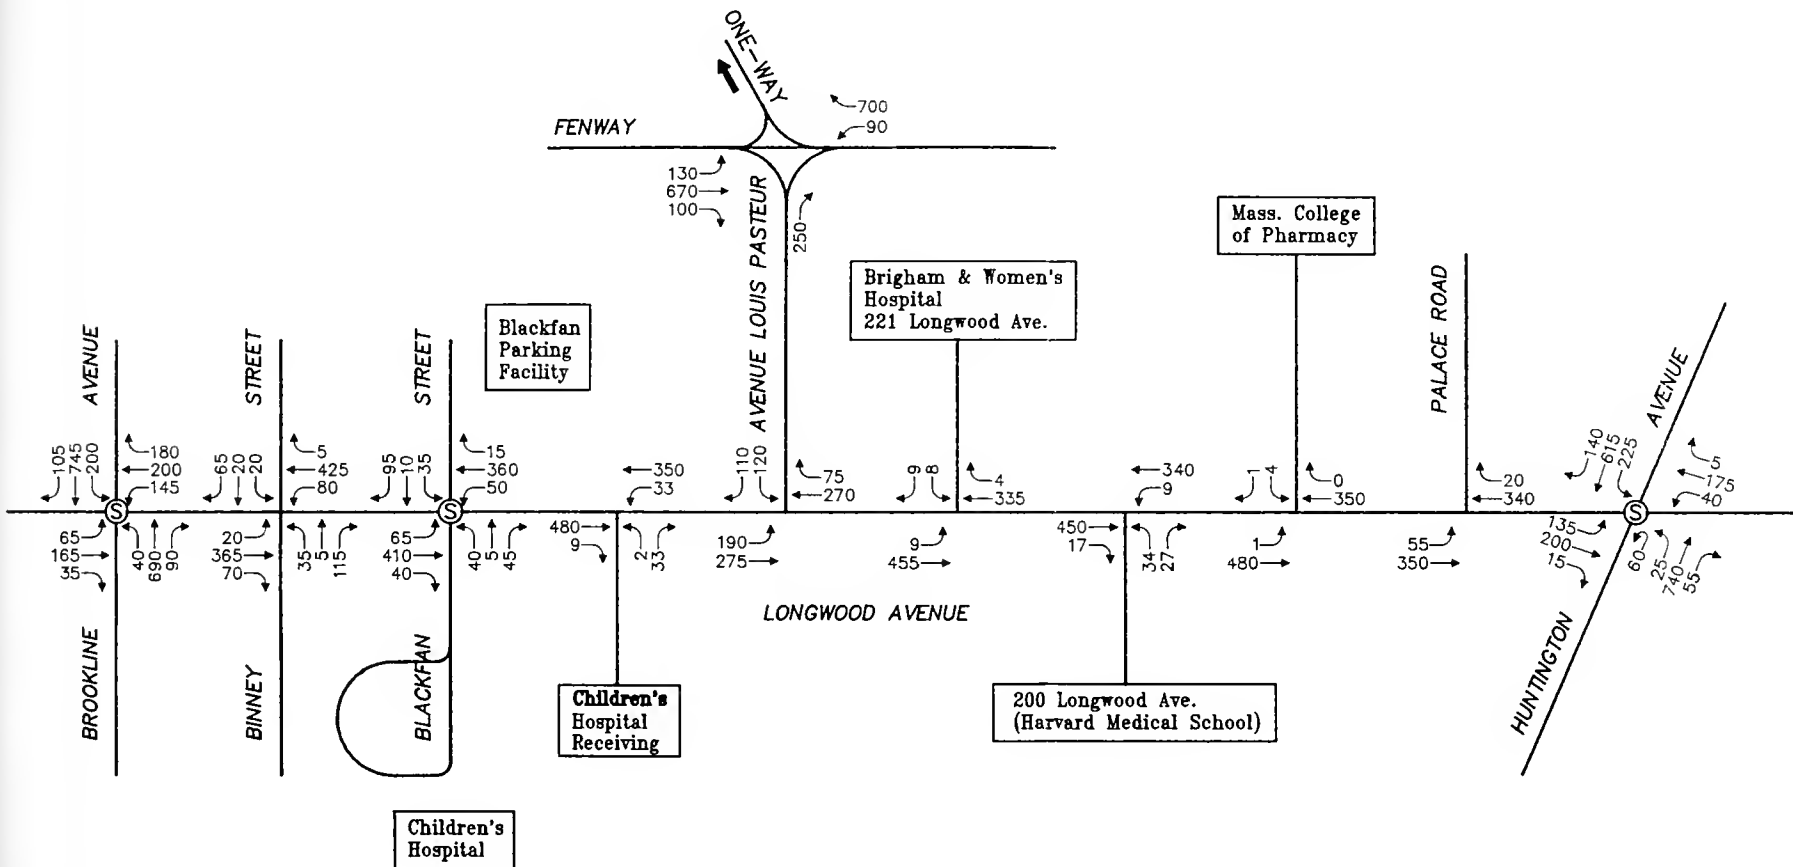 ONE-WAY
700
90
FENWAY
130
670
100
250
AVENUE LOUIS PASTEUR
Mass. College
of Pharmacy
Brigham & Women's
Hospital
221 Longwood Ave.
Blackfan
Parking
Facility
AVENUE
STREET
STREET
PALACE ROAD
AVENUE
105
745
200
180
200
145
65
20
20
5
425
80
95
10
35
15
360
50
350
33
110
120
75
270
9
8
4
335
340
9
1
4
0
350
20
340
140
615
225
5
175
40
S
S
S
65
165
35
40
690
90
20
365
70
35
5
115
65
410
40
40
5
45
480
9
2
33
190
275
9
455
450
17
34
27
1
480
55
350
135
200
15
60
25
740
55
LONGWOOD AVENUE
BROOKLINE
BINNEY
BLACKFAN
HUNTINGTON
Children's
Hospital
Receiving
200 Longwood Ave.
(Harvard Medical School)
Children's
Hospital